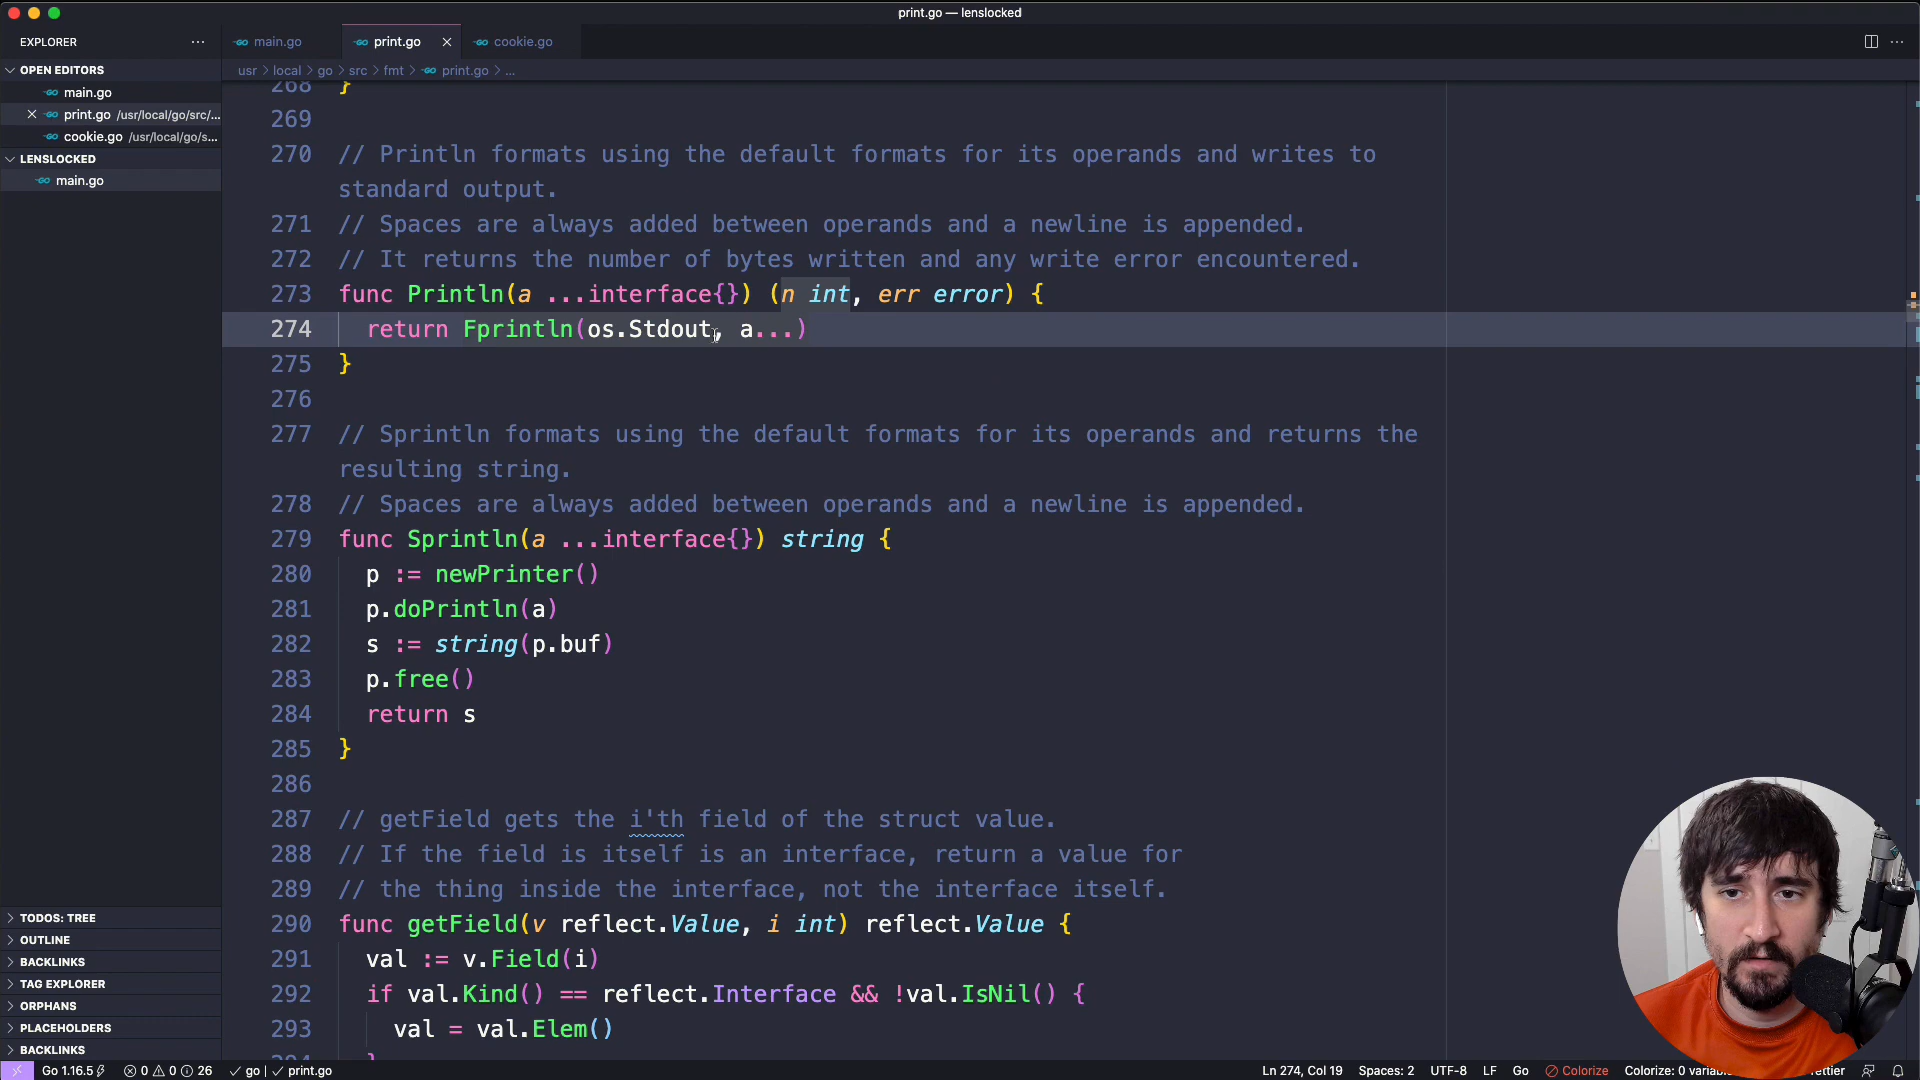 print.go — lenslocked
EXPLORER
main.go
print.go
cookie.go
OPEN EDITORS
main.go
print.go /usr/local/go/src/...
cookie.go /usr/local/go/s...
LENSLOCKED
main.go
usr > local > go > src > fmt > print.go > ...
268 }
269
270 // Println formats using the default formats for its operands and writes to
standard output.
271 // Spaces are always added between operands and a newline is appended.
272 // It returns the number of bytes written and any write error encountered.
273 func Println(a ...interface{}) (n int, err error) {
274 return Fprintln(os.Stdout, a...)
275 }
276
277 // Sprintln formats using the default formats for its operands and returns the
resulting string.
278 // Spaces are always added between operands and a newline is appended.
279 func Sprintln(a ...interface{}) string {
280 p := newPrinter()
281 p.doPrintln(a)
282 s := string(p.buf)
283 p.free()
284 return s
285 }
286
287 // getField gets the i'th field of the struct value.
288 // If the field is itself is an interface, return a value for
289 // the thing inside the interface, not the interface itself.
290 func getField(v reflect.Value, i int) reflect.Value {
291 val := v.Field(i)
292 if val.Kind() == reflect.Interface && !val.IsNil() {
293 val = val.Elem()
TODOS: TREE
OUTLINE
BACKLINKS
TAG EXPLORER
ORPHANS
PLACEHOLDERS
BACKLINKS
Go 1.16.5 0 0 26 go | print.go
Ln 274, Col 19 Spaces: 2 UTF-8 LF Go Colorize Colorize: 0 variab